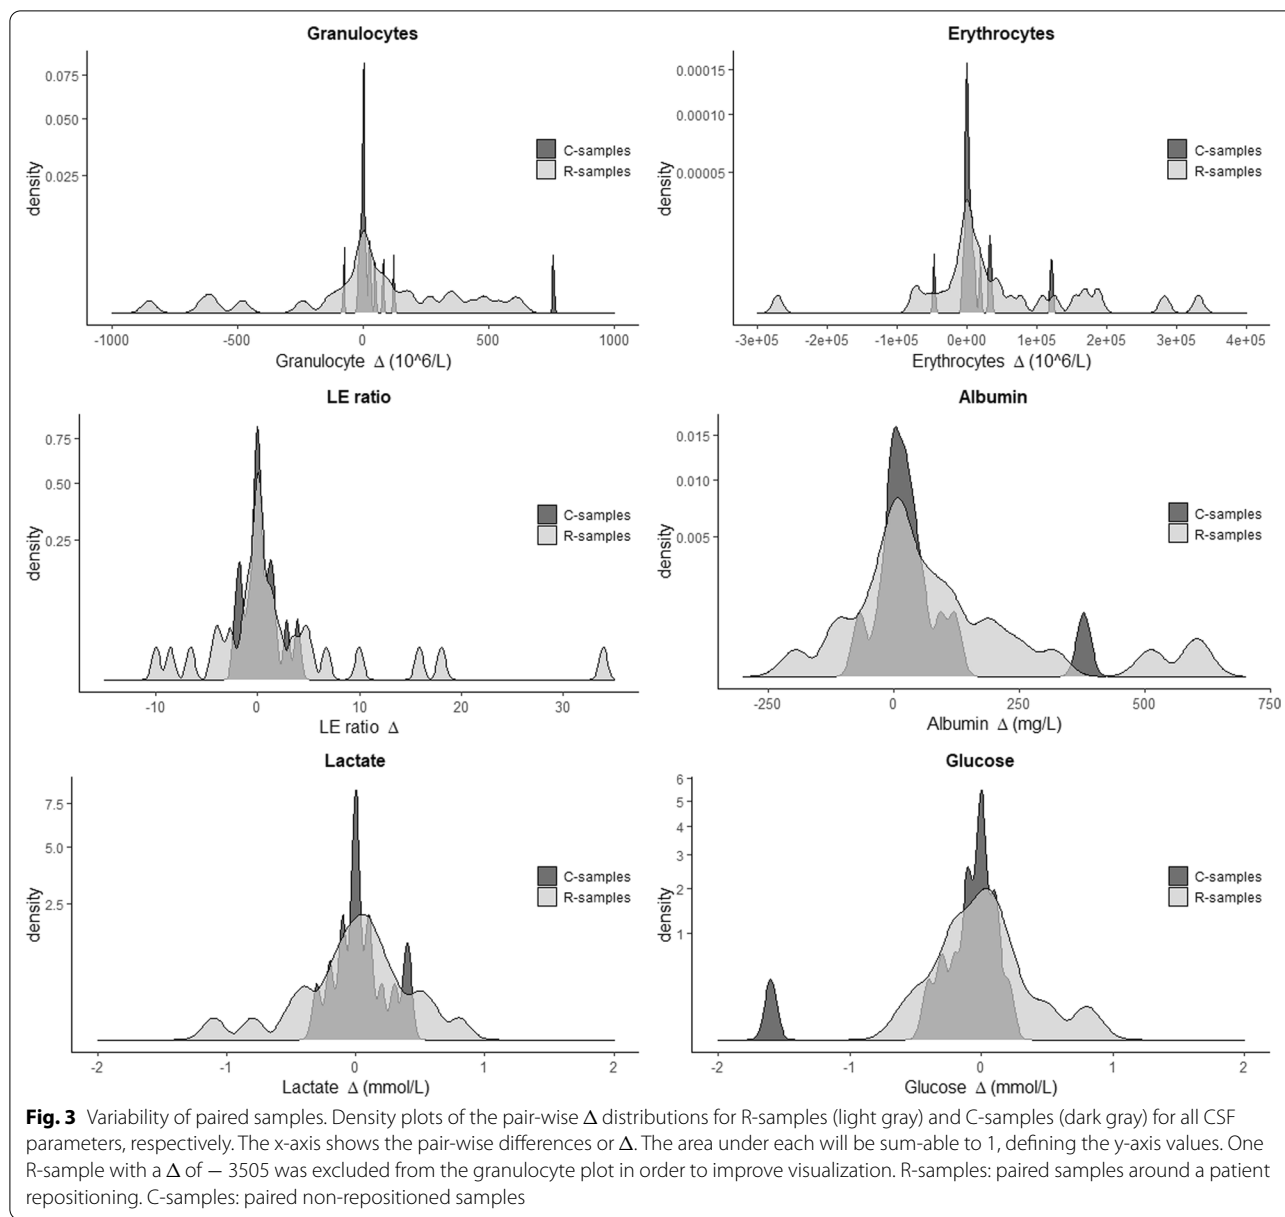 Granulocytes
0.075
0.050
0.025
density
C-samples
R-samples
-1000
-500
0
500
1000
Granulocyte Δ (10^6/L)
Erythrocytes
0.00015
0.00010
0.00005
density
C-samples
R-samples
-3e+05
-2e+05
-1e+05
0e+00
1e+05
2e+05
3e+05
4e+05
Erythrocytes Δ (10^6/L)
LE ratio
0.75
0.50
0.25
density
C-samples
R-samples
-10
0
10
20
30
LE ratio Δ
Albumin
0.015
0.010
0.005
density
C-samples
R-samples
-250
0
250
500
750
Albumin Δ (mg/L)
Lactate
7.5
5.0
2.5
density
C-samples
R-samples
-2
-1
0
1
2
Lactate Δ (mmol/L)
Glucose
6
5
4
3
2
1
density
C-samples
R-samples
-2
-1
0
1
2
Glucose Δ (mmol/L)
Fig. 3 Variability of paired samples. Density plots of the pair-wise Δ distributions for R-samples (light gray) and C-samples (dark gray) for all CSF
parameters, respectively. The x-axis shows the pair-wise differences or Δ. The area under each will be sum-able to 1, defining the y-axis values. One
R-sample with a Δ of − 3505 was excluded from the granulocyte plot in order to improve visualization. R-samples: paired samples around a patient
repositioning. C-samples: paired non-repositioned samples